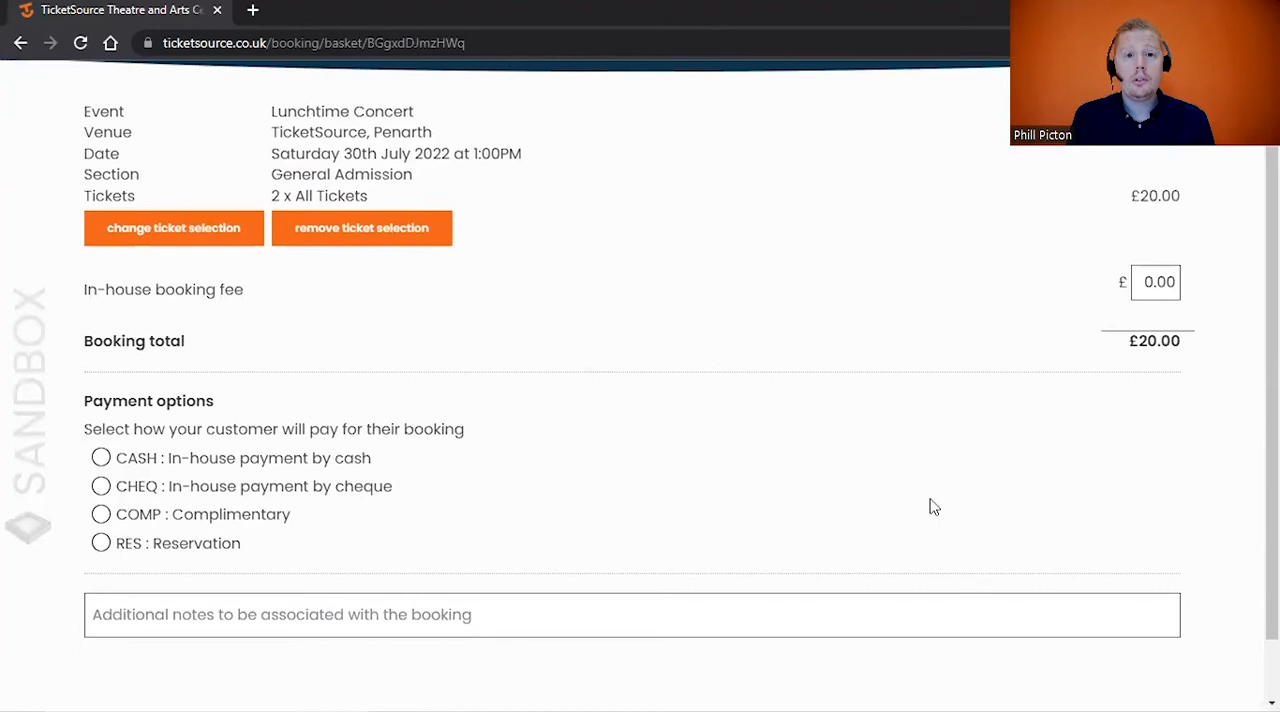 TicketSource Theatre and Arts C
ticketsource.co.uk/booking/basket/BGgxdDJmzHWq
Phill Picton
Event Lunchtime Concert
Venue TicketSource, Penarth
Date Saturday 30th July 2022 at 1:00PM
Section General Admission
Tickets 2 x All Tickets £20.00
change ticket selection remove ticket selection
In-house booking fee £ 0.00
Booking total £20.00
Payment options
Select how your customer will pay for their booking
CASH : In-house payment by cash
CHEQ : In-house payment by cheque
COMP : Complimentary
RES : Reservation
Additional notes to be associated with the booking
SANDBOX